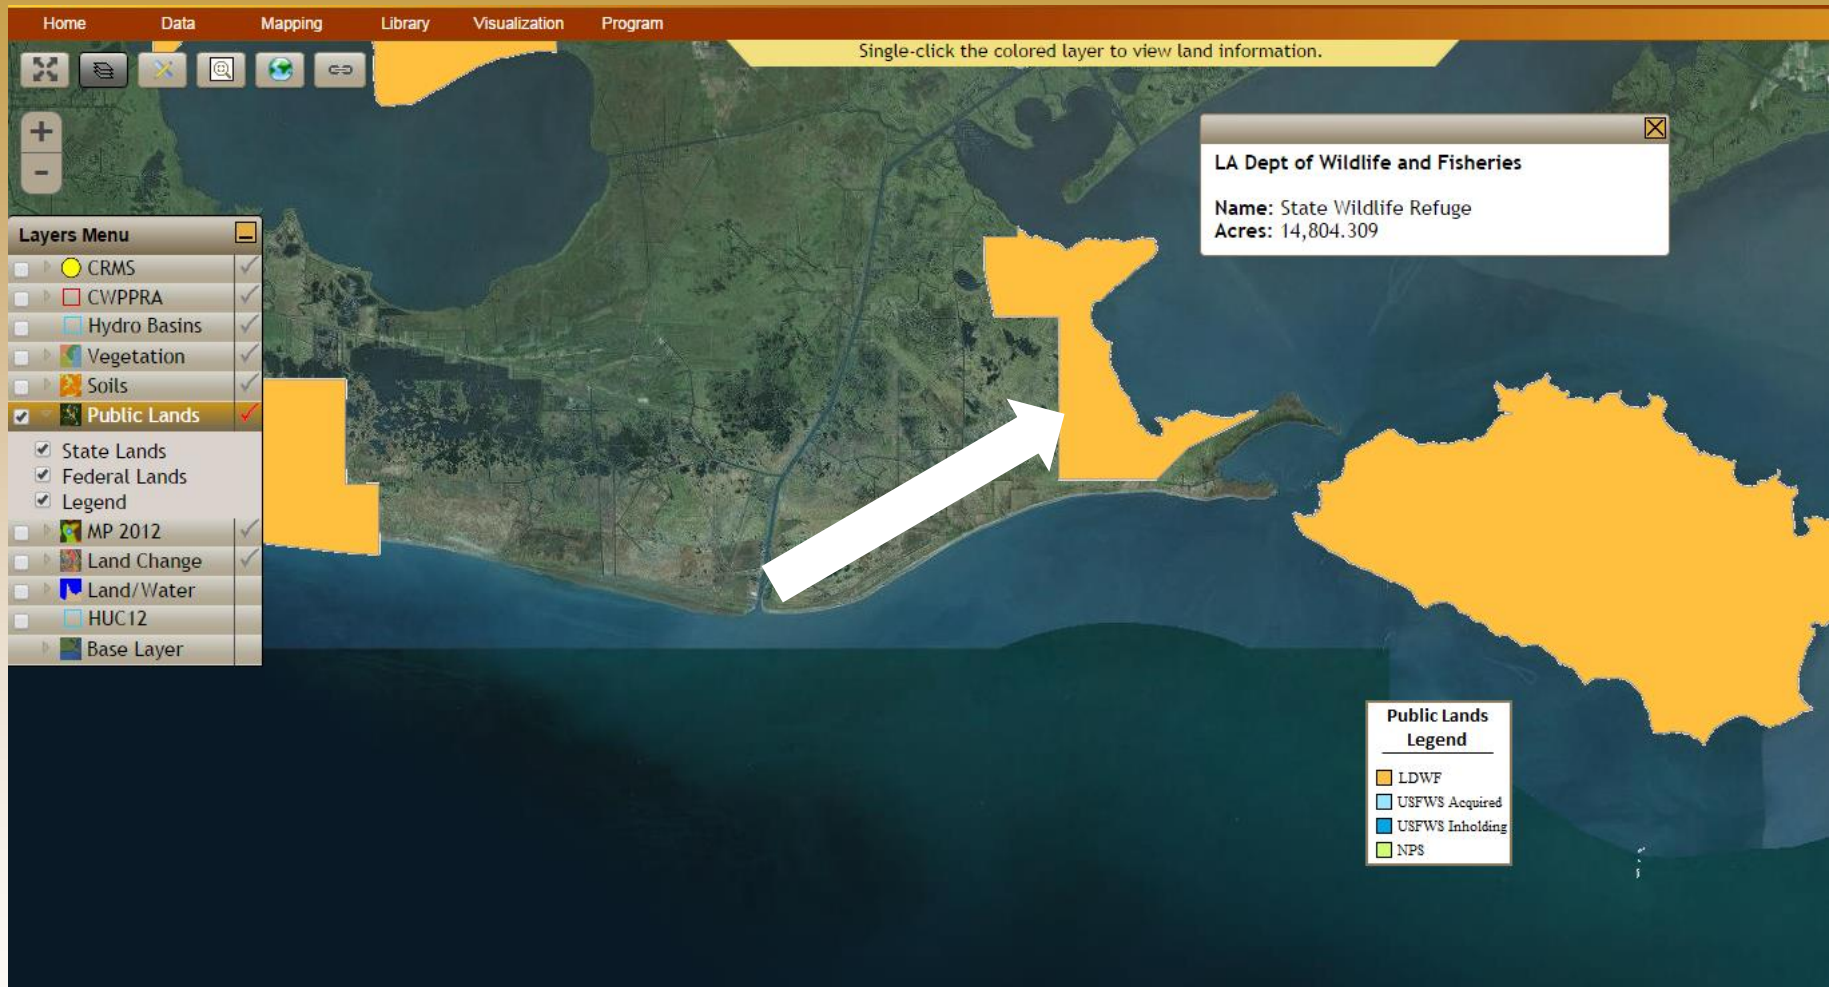 Home Data Mapping Library Visualization Program
Single-click the colored layer to view land information.
+
-
LA Dept of Wildlife and Fisheries
Name: State Wildlife Refuge
Acres: 14,804.309
Layers Menu
CRMS
CWPPRA
Hydro Basins
Vegetation
Soils
Public Lands
State Lands
Federal Lands
Legend
MP 2012
Land Change
Land/Water
HUC12
Base Layer
Public Lands
Legend
LDWF
USFWS Acquired
USFWS Inholding
NPS